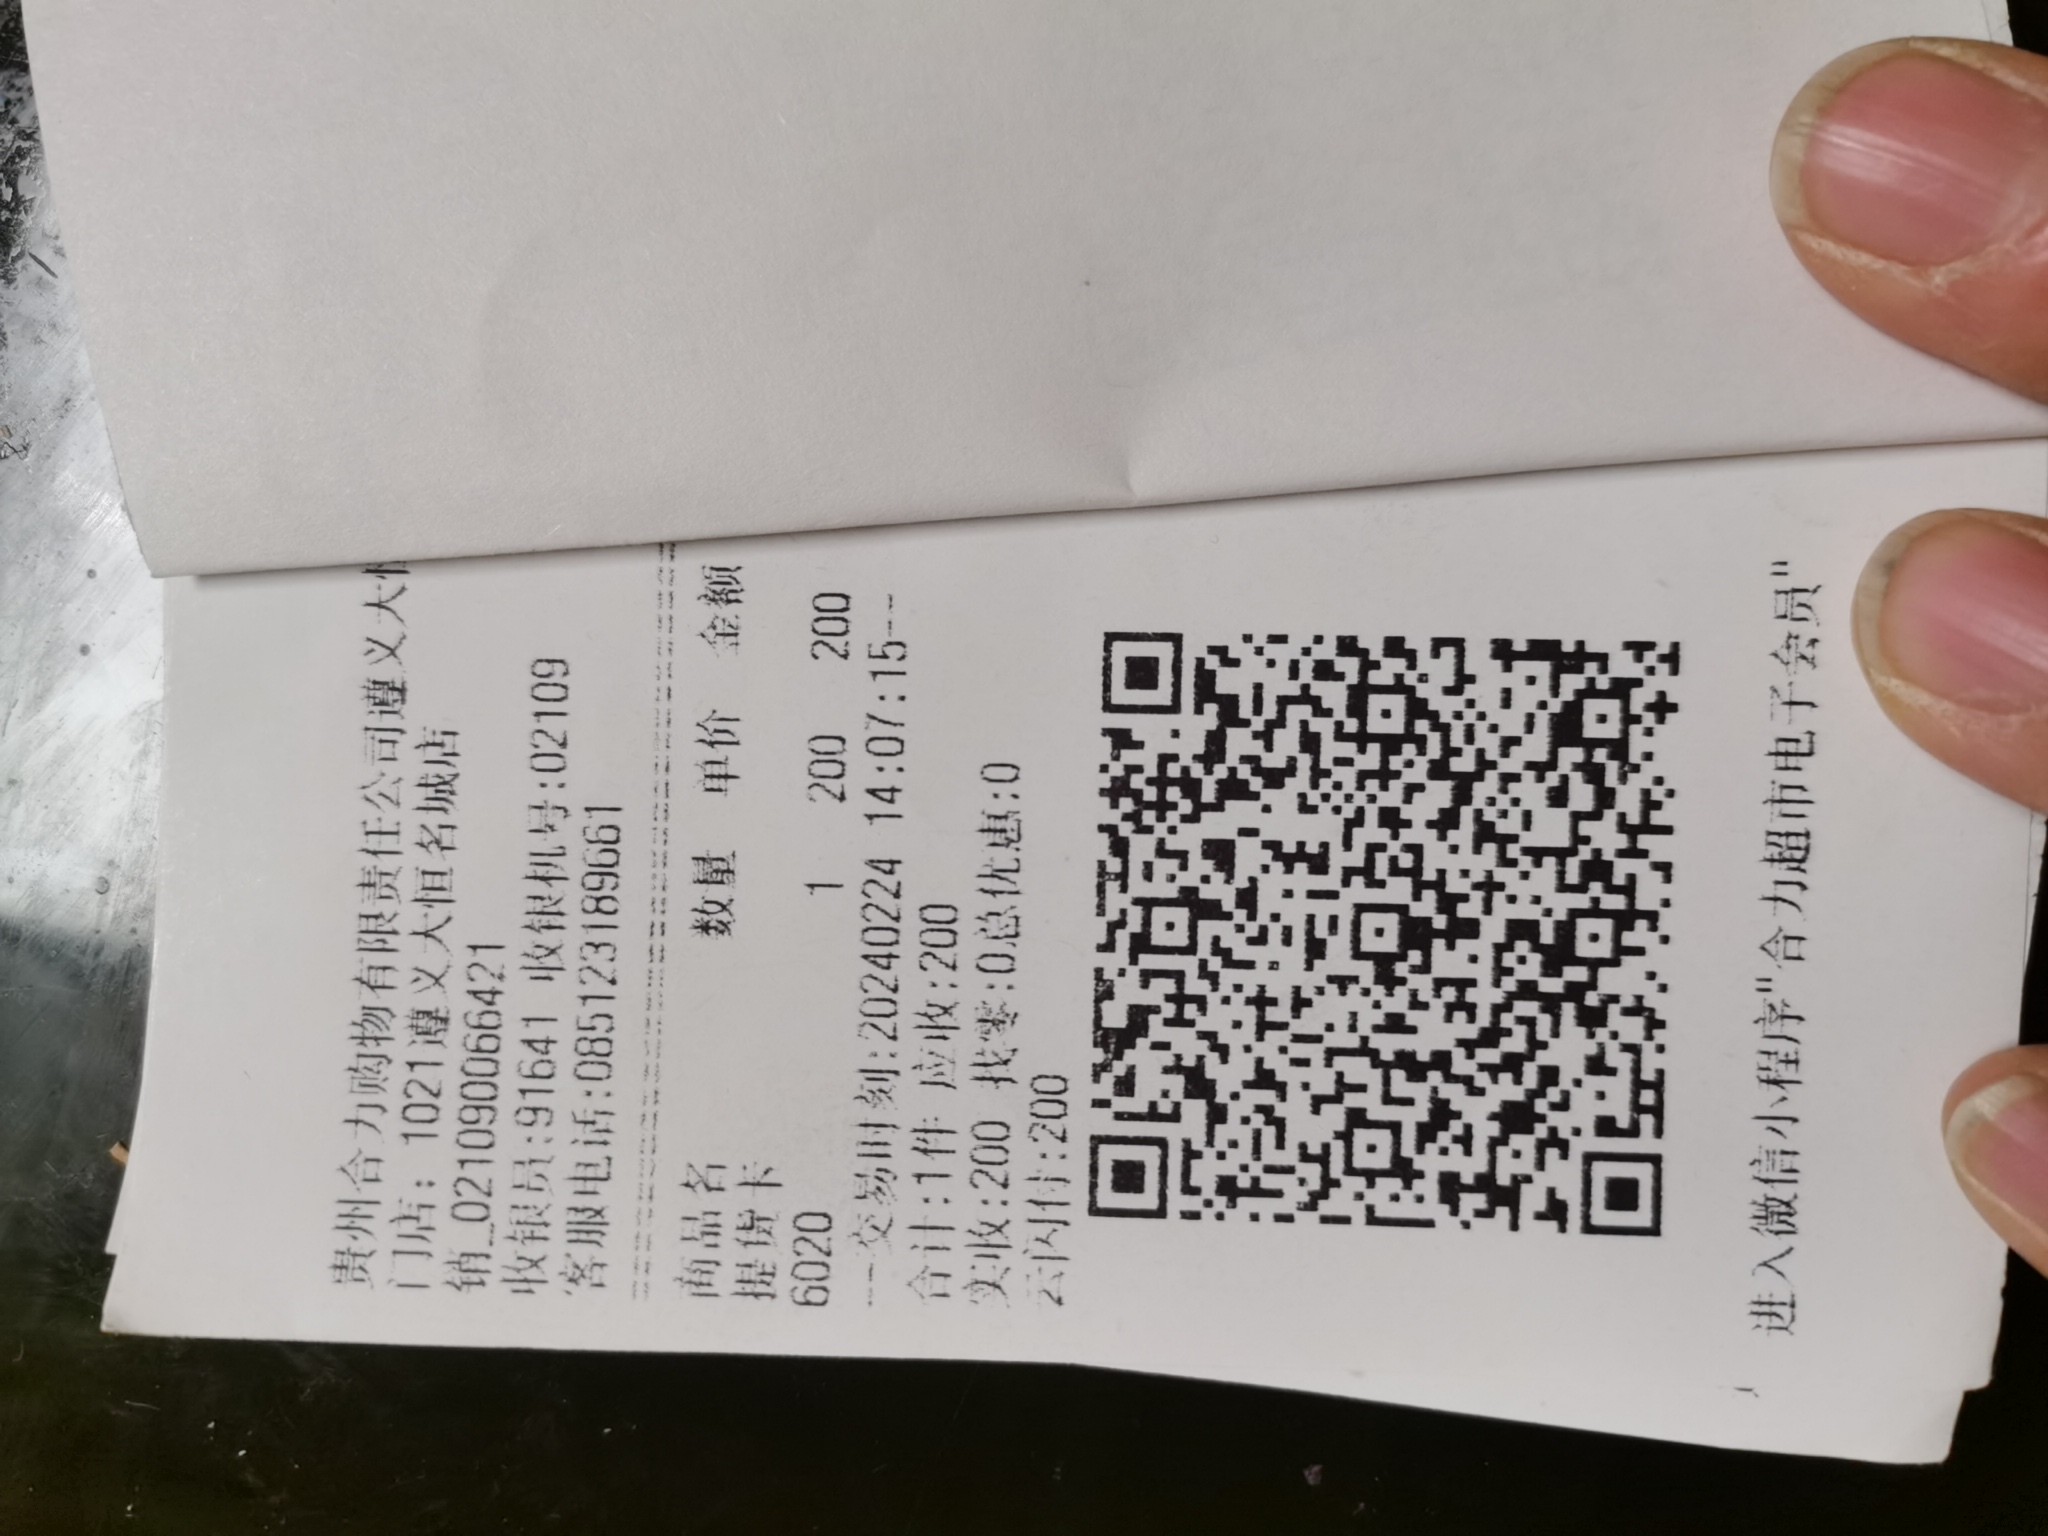 贵州合力购物有限责任公司遵义大恒
门店: 1021遵义大恒名城店
销_021090066421
收银员:91641 收银机号:02109
客服电话:085123189661
商品名 数量 单价 金额
提货卡
6020 1 200 200
--交易时刻:20240224 14:07:15--
合计:1件 应收:200
实收:200 找零:0总优惠:0
云闪付:200
进入微信小程序"合力超市电子会员"